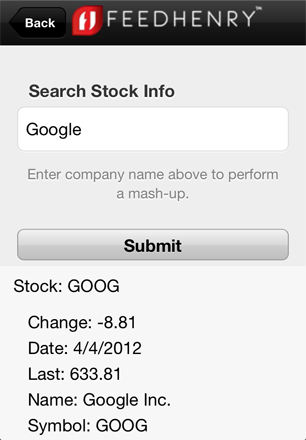 Back FEEDHENRY™
Search Stock Info
Google
Enter company name above to perform
a mash-up.
Submit
Stock: GOOG
Change: -8.81
Date: 4/4/2012
Last: 633.81
Name: Google Inc.
Symbol: GOOG